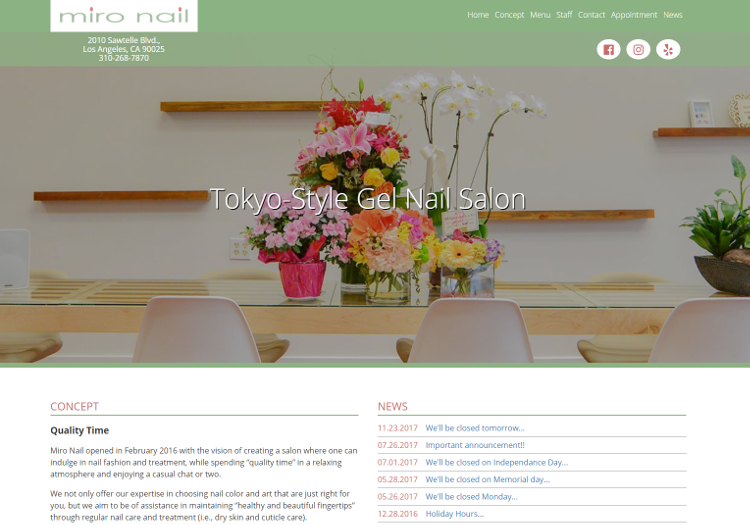 miro nail
Home Concept Menu Staff Contact Appointment News
2010 Sawtelle Blvd.,
Los Angeles, CA 90025
310-268-7870
Tokyo-Style Gel Nail Salon
CONCEPT
Quality Time
Miro Nail opened in February 2016 with the vision of creating a salon where one can
indulge in nail fashion and treatment, while spending "quality time" in a relaxing
atmosphere and enjoying a casual chat or two.
We not only offer our expertise in choosing nail color and art that are just right for
you, but we aim to be of assistance in maintaining "healthy and beautiful fingertips"
through regular nail care and treatment (i.e., dry skin and cuticle care).
NEWS
11.23.2017 We'll be closed tomorrow...
07.26.2017 Important announcement!!!
07.01.2017 We'll be closed on Independence Day...
05.28.2017 We'll be closed on Memorial day...
05.26.2017 We'll be closed Monday...
12.28.2016 Holiday Hours...